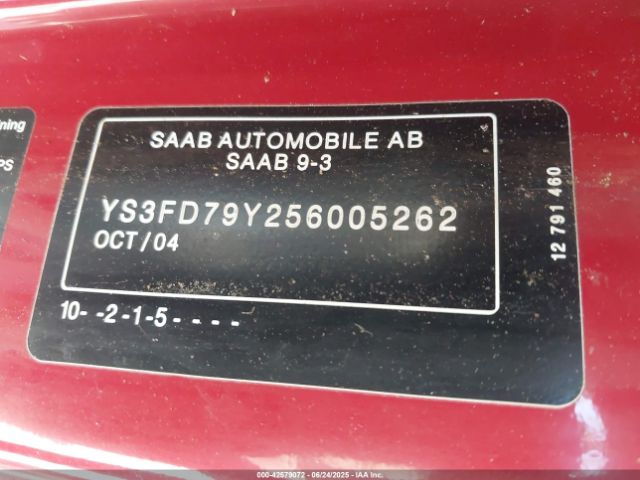 ning
PS
SAAB AUTOMOBILE AB
SAAB 9-3
YS3FD79Y256005262
OCT/04
10- -2-1-5- - - -
12 791 460
000-42579072 - 06/24/2025 - IAA Inc.